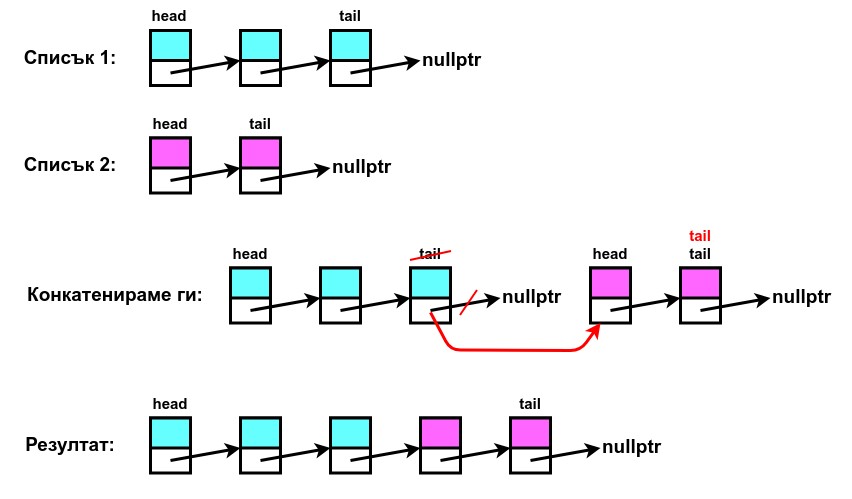 head tail
Списък 1: nullptr
head tail
Списък 2: nullptr
tail
head tail head tail
Конкатенираме ги: nullptr nullptr
head tail
Резултат: nullptr